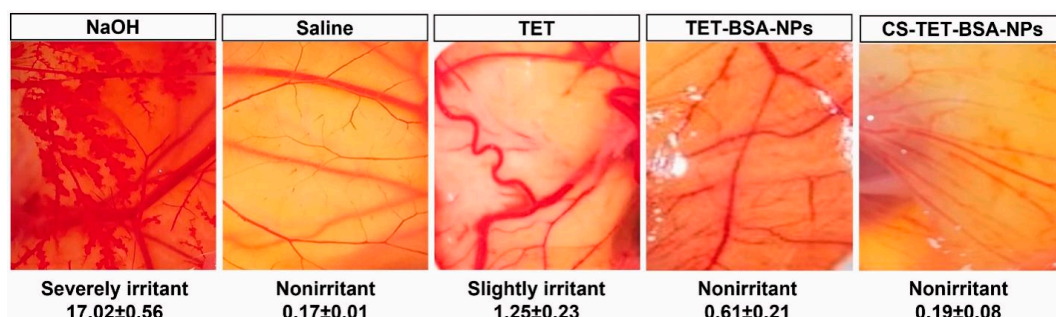 NaOH
Saline
TET
TET-BSA-NPs
CS-TET-BSA-NPs
Severely irritant
17.02±0.56
Nonirritant
0.17±0.01
Slightly irritant
1.25±0.23
Nonirritant
0.61±0.21
Nonirritant
0.19±0.08